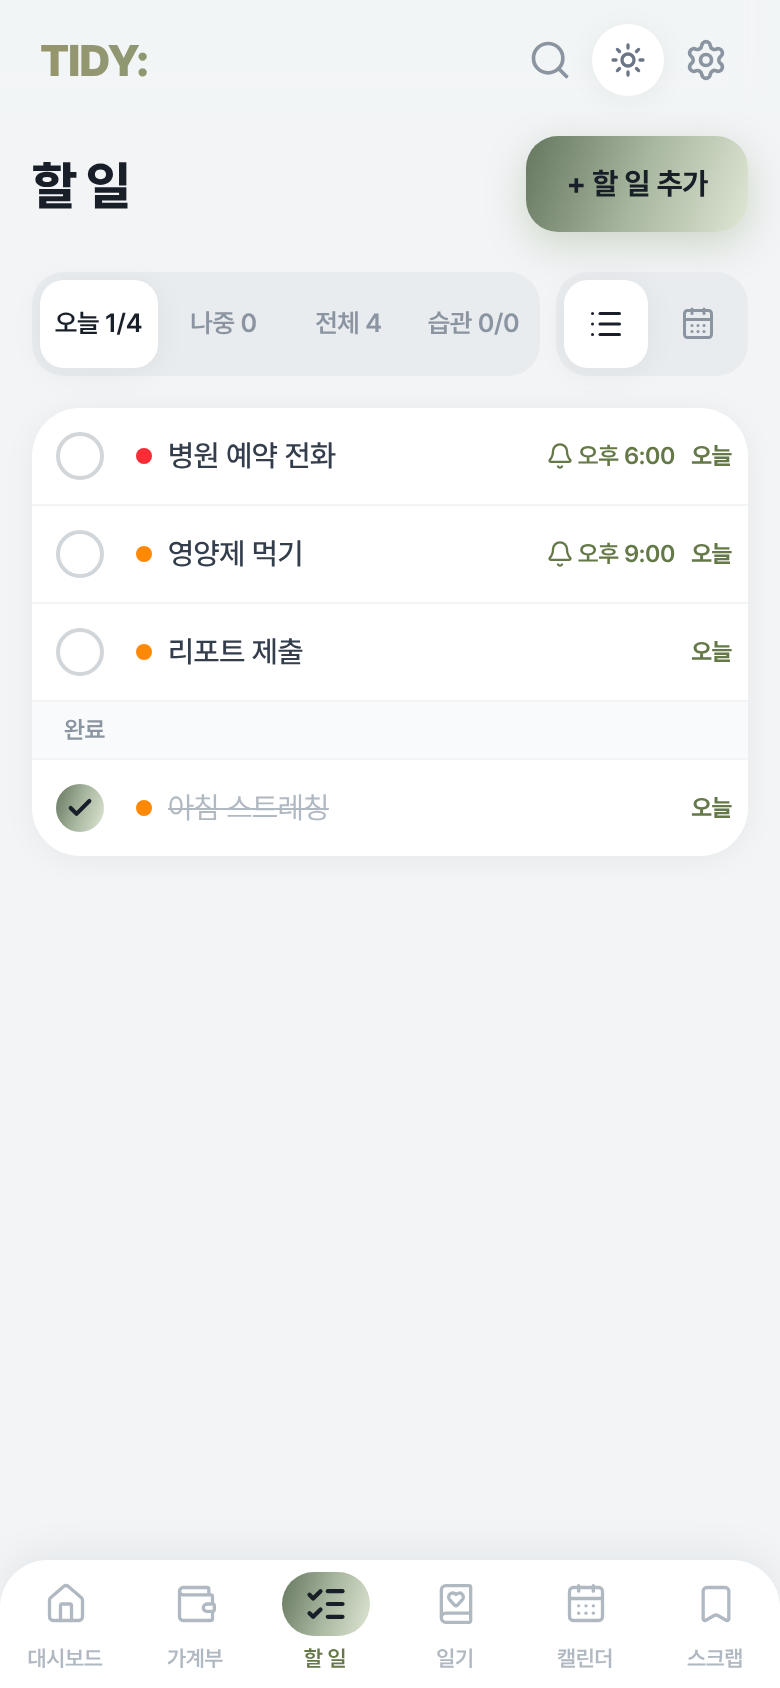 TIDY:
할 일
+ 할 일 추가
오늘 1/4
나중 0
전체 4
습관 0/0
병원 예약 전화
오후 6:00 오늘
영양제 먹기
오후 9:00 오늘
리포트 제출
오늘
완료
아침 스트레칭
오늘
대시보드
가계부
할 일
일기
캘린더
스크랩